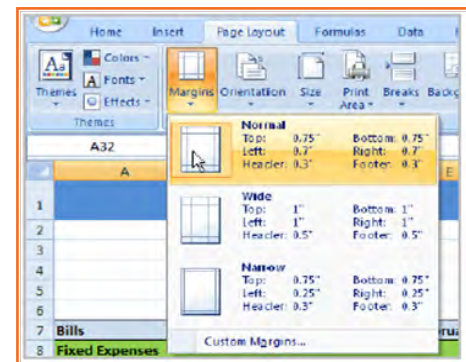 Home Insert Page Layout Formulas Data
Colors
Fonts
Effects
Themes
Themes
Margins Orientation Size Print Area Breaks
A32
A E
1
2
3
4
5
6
7 Bills
8 Fixed Expenses
Normal
Top: 0.75" Bottom: 0.75"
Left: 0.7" Right: 0.7"
Header: 0.3" Footer: 0.3"
Wide
Top: 1" Bottom: 1"
Left: 1" Right: 1"
Header: 0.5" Footer: 0.5"
Narrow
Top: 0.75" Bottom: 0.75"
Left: 0.25" Right: 0.25"
Header: 0.3" Footer: 0.3"
Custom Margins...